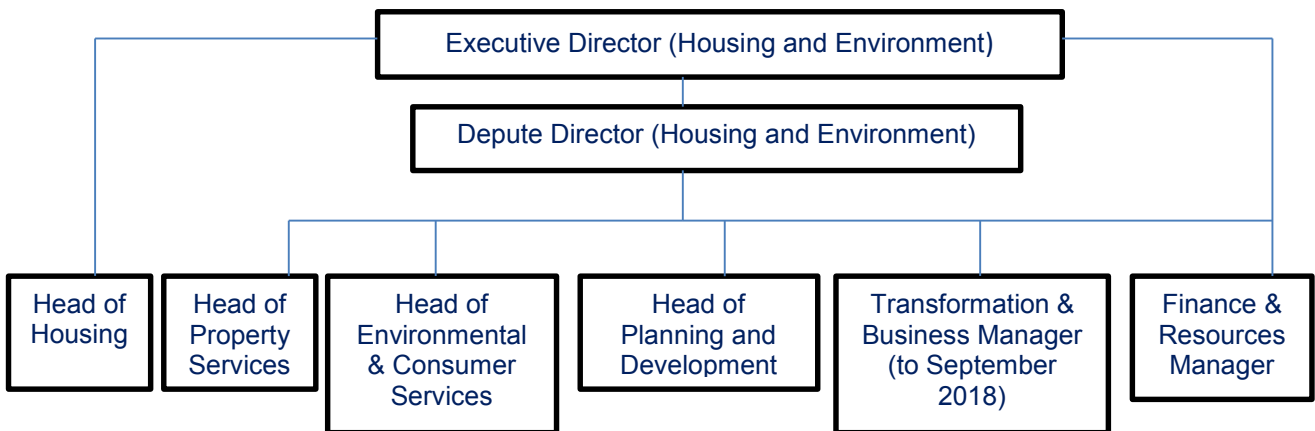 Executive Director (Housing and Environment)
Depute Director (Housing and Environment)
Head of
Housing
Head of
Property
Services
Head of
Environmental
& Consumer
Services
Head of
Planning and
Development
Transformation &
Business Manager
(to September
2018)
Finance &
Resources
Manager